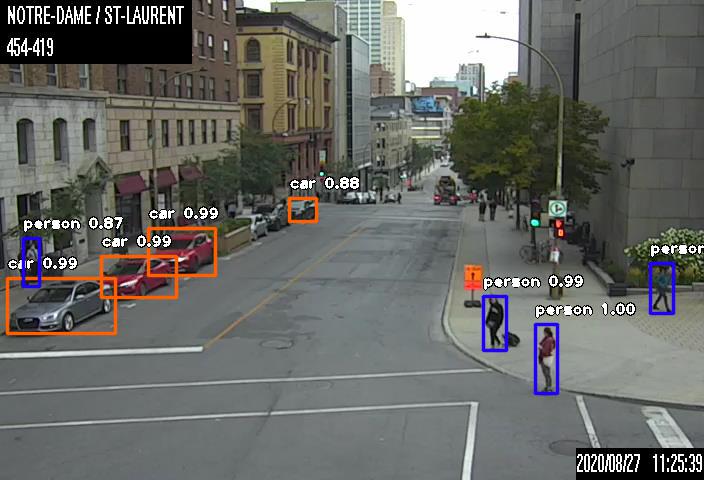 NOTRE-DAME / ST-LAURENT
454-419
car 0.88
person 0.87
car 0.99
car 0.99
person
car 0.99
person 0.99
person 1.00
2020/08/27 11:25:39